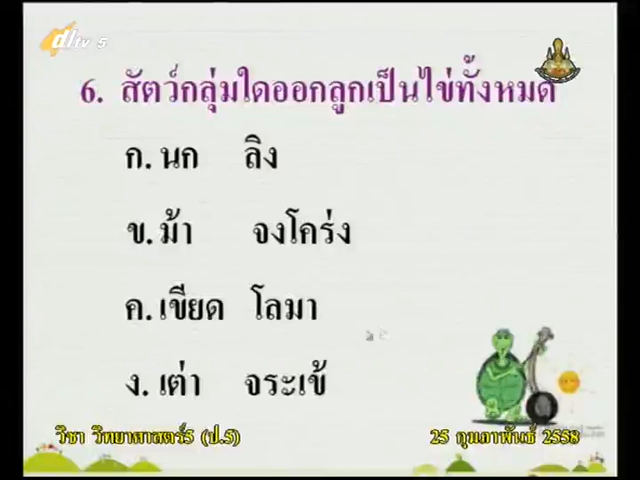 dltv 5
6. สัตว์กลุ่มใดออกลูกเป็นไข่ทั้งหมด
ก. นก ลิง
ข. ม้า จงโคร่ง
ค. เขียด โลมา
ง. เต่า จระเข้
วิชา วิทยาศาสตร์5 (ป.5) 25 กุมภาพันธ์ 2558